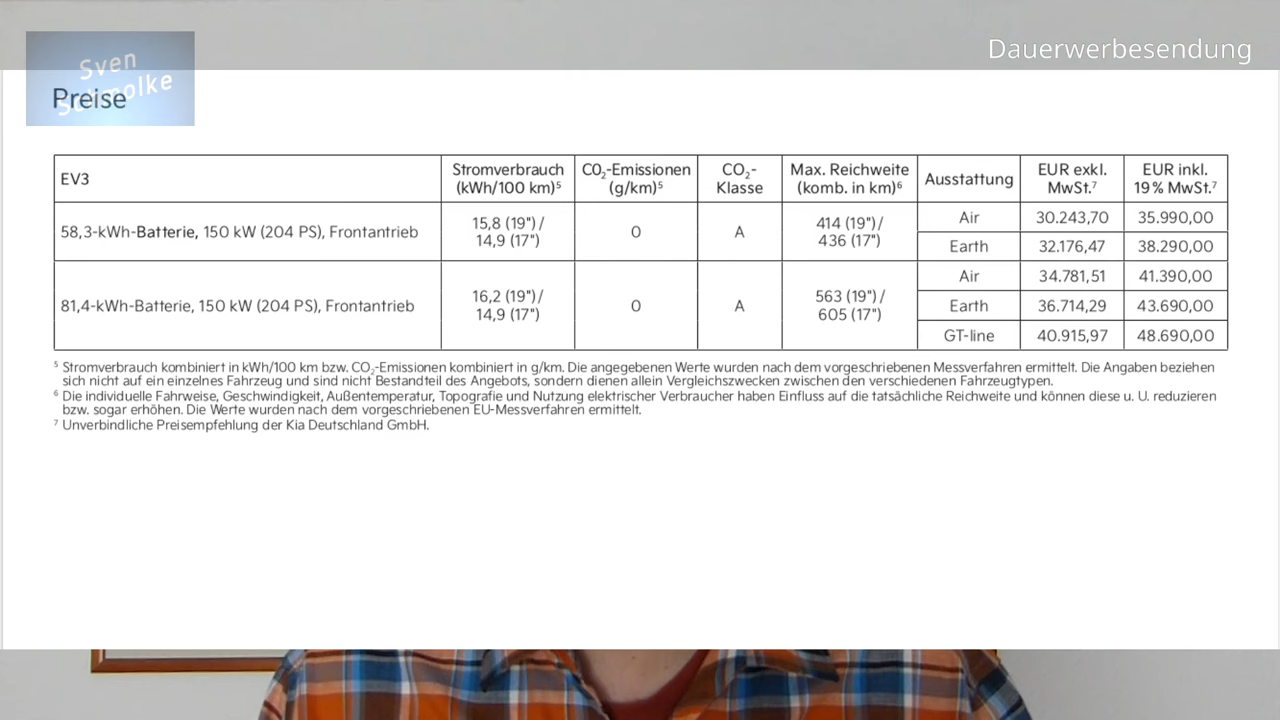 Dauerwerbesendung
Sven
Schmolke
Preise
EV3
Stromverbrauch
(kWh/100 km)⁵
CO₂-Emissionen
(g/km)⁵
CO₂-
Klasse
Max. Reichweite
(komb. in km)⁶
Ausstattung
EUR exkl.
MwSt.⁷
EUR inkl.
19 % MwSt.⁷
58,3-kWh-Batterie, 150 kW (204 PS), Frontantrieb
15,8 (19") /
14,9 (17")
0
A
414 (19") /
436 (17")
Air
30.243,70
35.990,00
Earth
32.176,47
38.290,00
81,4-kWh-Batterie, 150 kW (204 PS), Frontantrieb
16,2 (19") /
14,9 (17")
0
A
563 (19") /
605 (17")
Air
34.781,51
41.390,00
Earth
36.714,29
43.690,00
GT-line
40.915,97
48.690,00
⁵ Stromverbrauch kombiniert in kWh/100 km bzw. CO₂-Emissionen kombiniert in g/km. Die angegebenen Werte wurden nach dem vorgeschriebenen Messverfahren ermittelt. Die Angaben beziehen
sich nicht auf ein einzelnes Fahrzeug und sind nicht Bestandteil des Angebots, sondern dienen allein Vergleichszwecken zwischen den verschiedenen Fahrzeugtypen.
⁶ Die individuelle Fahrweise, Geschwindigkeit, Außentemperatur, Topografie und Nutzung elektrischer Verbraucher haben Einfluss auf die tatsächliche Reichweite und können diese u. U. reduzieren
bzw. sogar erhöhen. Die Werte wurden nach dem vorgeschriebenen EU-Messverfahren ermittelt.
⁷ Unverbindliche Preisempfehlung der Kia Deutschland GmbH.